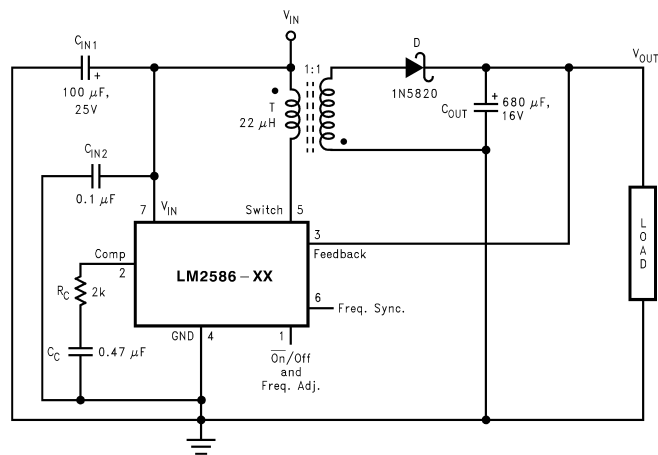 V_IN
C_IN1
+
100 µF,
25V
1:1
T
22 µH
D
1N5820
V_OUT
+
C_OUT
680 µF,
16V
C_IN2
0.1 µF
7
V_IN
Switch
5
Comp
2
LM2586-XX
3
Feedback
6
Freq. Sync.
R_C
2k
C_C
0.47 µF
GND
4
1
On/Off
and
Freq. Adj.
LOAD